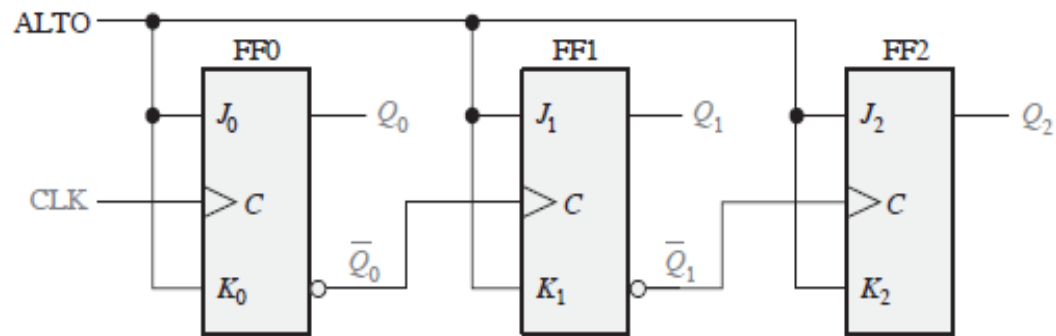 ALTO
FF0 FF1 FF2
J₀ Q₀ J₁ Q₁ J₂ Q₂
CLK C C C
K₀ Q̅₀ K₁ Q̅₁ K₂